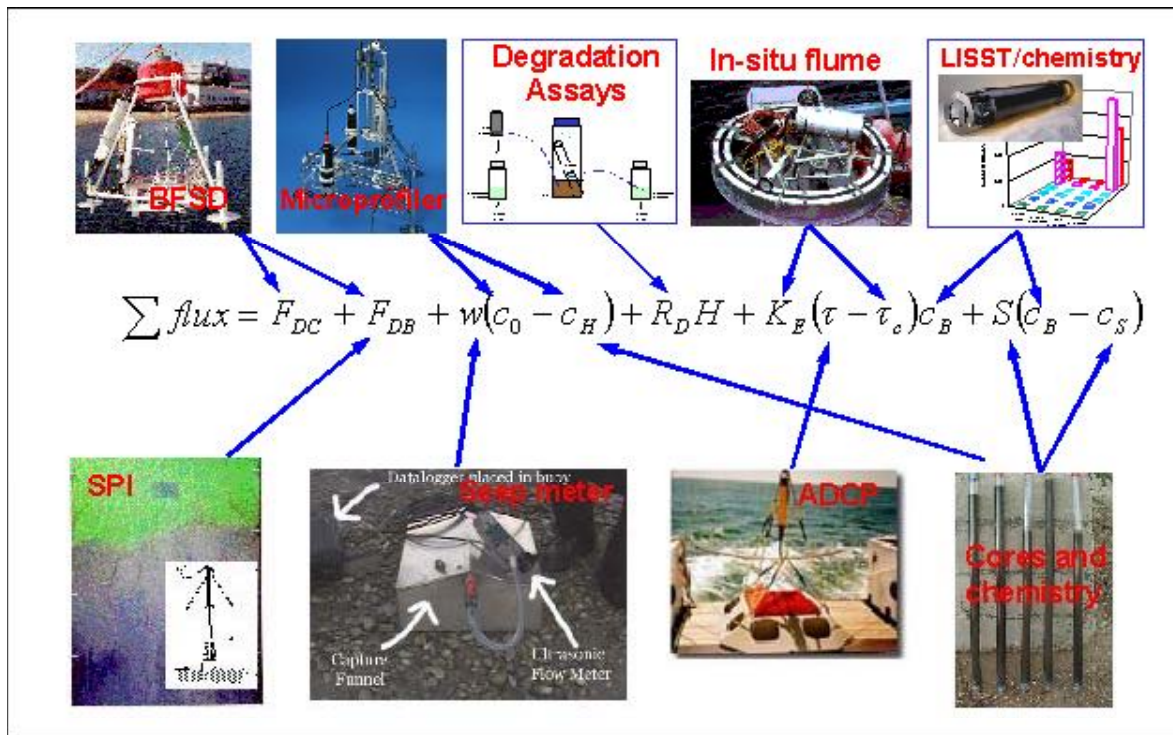 BFSD
Microprofiler
Degradation
Assays
In-situ flume
LISST/chemistry
∑ flux = F_DC + F_DB + w(c_0 − c_H) + R_D H + K_E(τ − τ_c)c_B + S(c_B − c_S)
SPI
Datalogger placed in buoy
Seep meter
Capture
Funnel
Ultrasonic
Flow Meter
ADCP
Cores and
chemistry